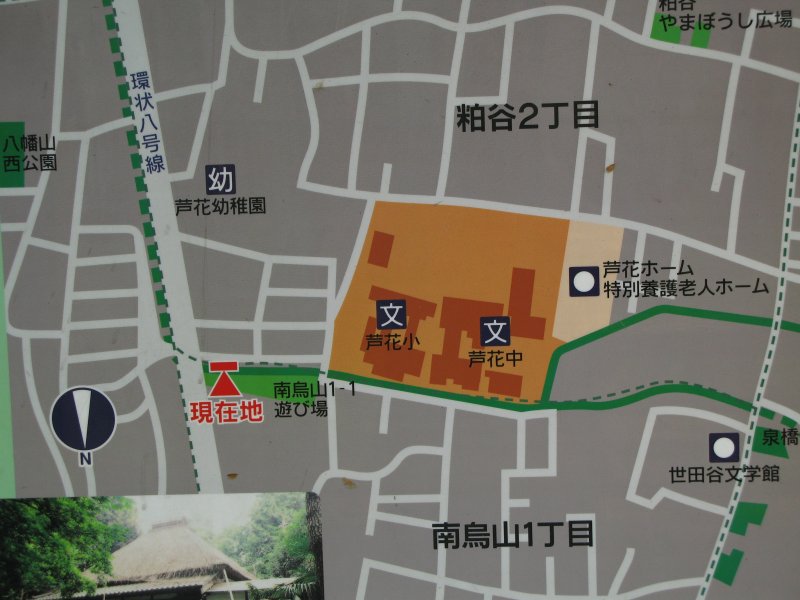 粕谷
やまぼうし広場
環状八号線
粕谷2丁目
八幡山
西公園
幼
芦花幼稚園
芦花ホーム
特別養護老人ホーム
文
芦花小
文
芦花中
現在地
南烏山1-1
遊び場
N
泉橋
世田谷文学館
南烏山1丁目